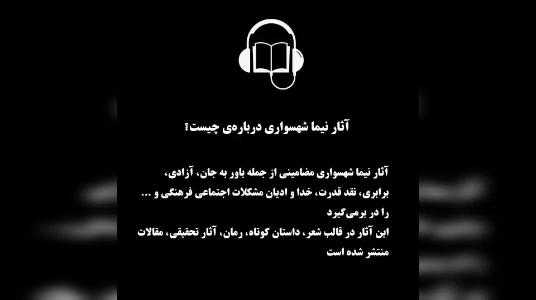 آثار نیما شهسواری درباره‌ی چیست؟
آثار نیما شهسواری مضامینی از جمله باور به جان، آزادی،
برابری، نقد قدرت، خدا و ادیان مشکلات اجتماعی فرهنگی و ...
را در برمی‌گیرد
این آثار در قالب شعر، داستان کوتاه، رمان، آثار تحقیقی، مقالات
منتشر شده است